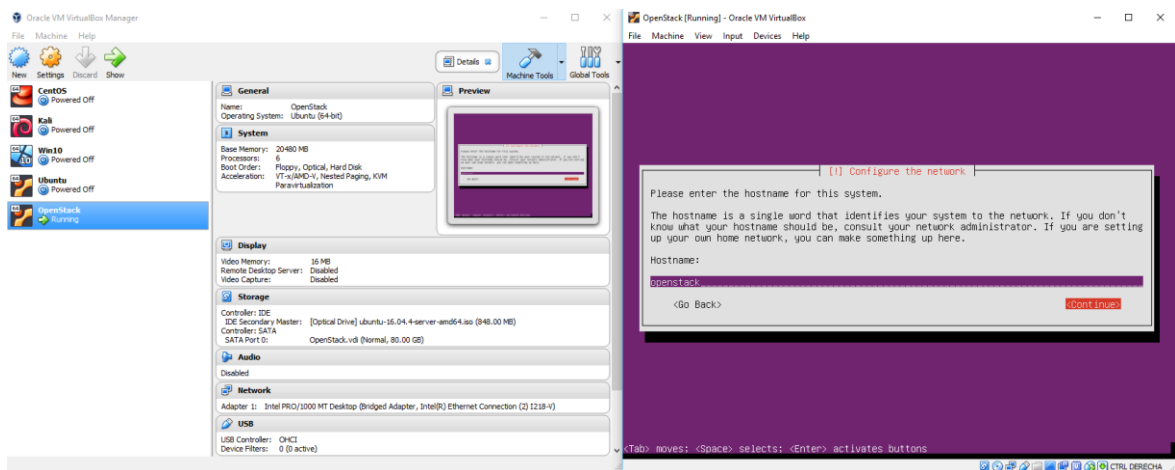 Oracle VM VirtualBox Manager
File Machine Help
New Settings Discard Show
Details
Machine Tools
Global Tools
CentOS
Powered Off
Kali
Powered Off
Win10
Powered Off
Ubuntu
Powered Off
OpenStack
Running
General
Name: OpenStack
Operating System: Ubuntu (64-bit)
System
Base Memory: 20480 MB
Processors: 6
Boot Order: Floppy, Optical, Hard Disk
Acceleration: VT-x/AMD-V, Nested Paging, KVM
Paravirtualization
Preview
Display
Video Memory: 16 MB
Remote Desktop Server: Disabled
Video Capture: Disabled
Storage
Controller: IDE
IDE Secondary Master: [Optical Drive] ubuntu-16.04.4-server-amd64.iso (848.00 MB)
Controller: SATA
SATA Port 0: OpenStack.vdi (Normal, 80.00 GB)
Audio
Disabled
Network
Adapter 1: Intel PRO/1000 MT Desktop (Bridged Adapter, Intel(R) Ethernet Connection (2) I218-V)
USB
USB Controller: OHCI
Device Filters: 0 (0 active)
OpenStack [Running] - Oracle VM VirtualBox
File Machine View Input Devices Help
[!] Configure the network
Please enter the hostname for this system.
The hostname is a single word that identifies your system to the network. If you don't
know what your hostname should be, consult your network administrator. If you are setting
up your own home network, you can make something up here.
Hostname:
openstack
<Go Back>
<Continue>
<Tab> moves; <Space> selects; <Enter> activates buttons
CTRL DERECHA